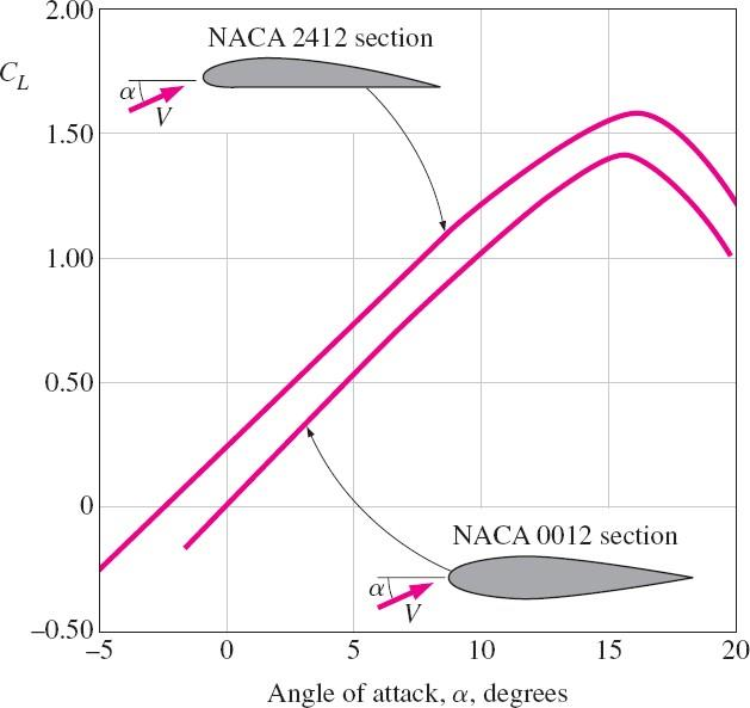 2.00
NACA 2412 section
C_L
α
V
1.50
1.00
0.50
0
NACA 0012 section
α
V
–0.50
–5 0 5 10 15 20
Angle of attack, α, degrees